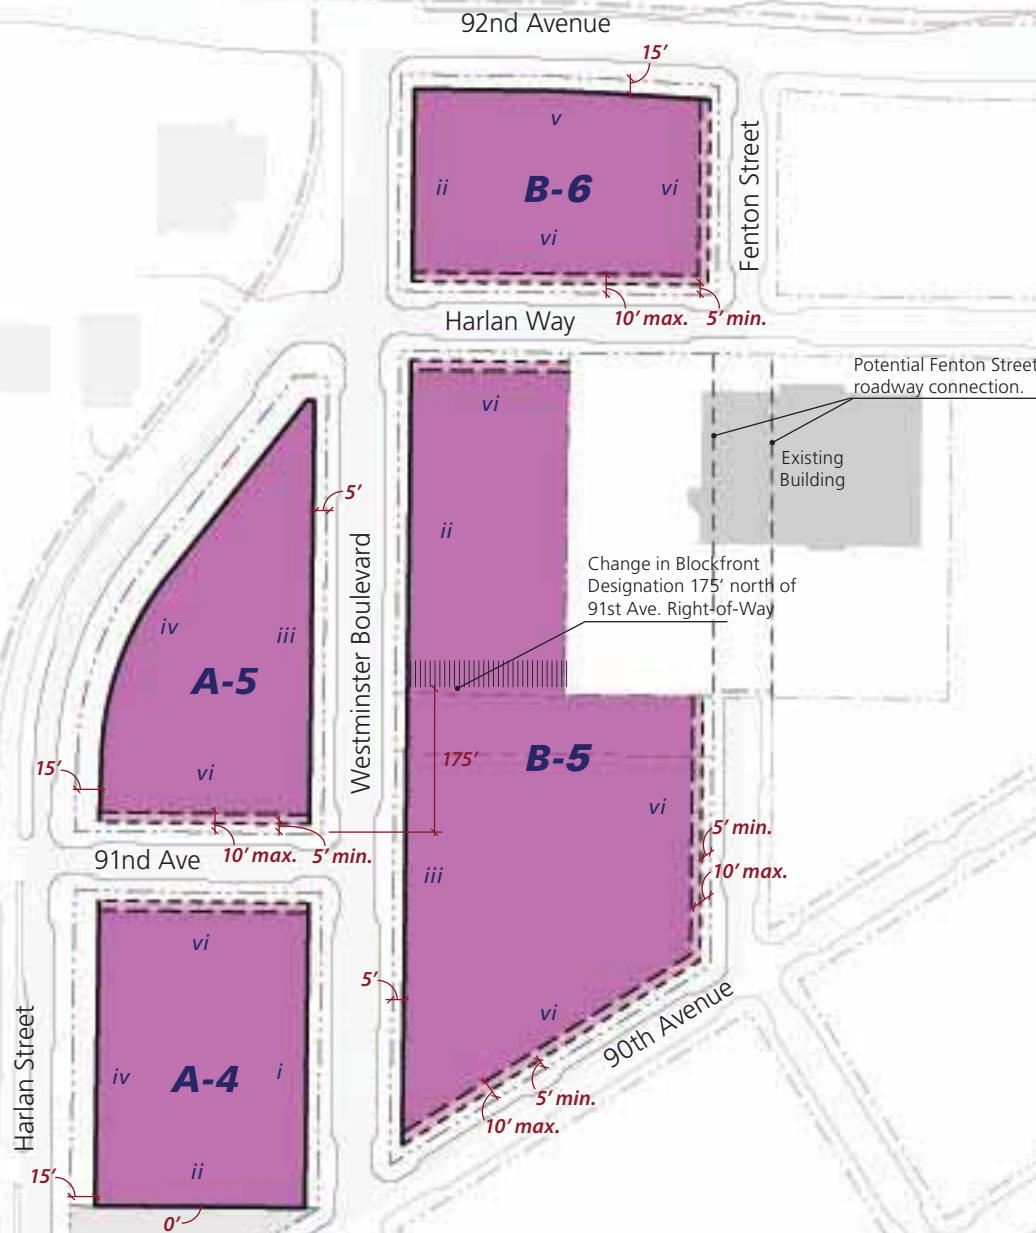 92nd Avenue
15'
v
ii
B-6
vi
vi
Fenton Street
10' max.
5' min.
Harlan Way
Potential Fenton Street
roadway connection.
vi
Existing
Building
5'
ii
Westminster Boulevard
Change in Blockfront
Designation 175' north of
91st Ave. Right-of-Way
iv
iii
A-5
vi
15'
10' max.
5' min.
91nd Ave
175'
B-5
vi
5' min.
10' max.
iii
5'
vi
90th Avenue
5' min.
10' max.
vi
Harlan Street
iv
A-4
i
ii
15'
0'